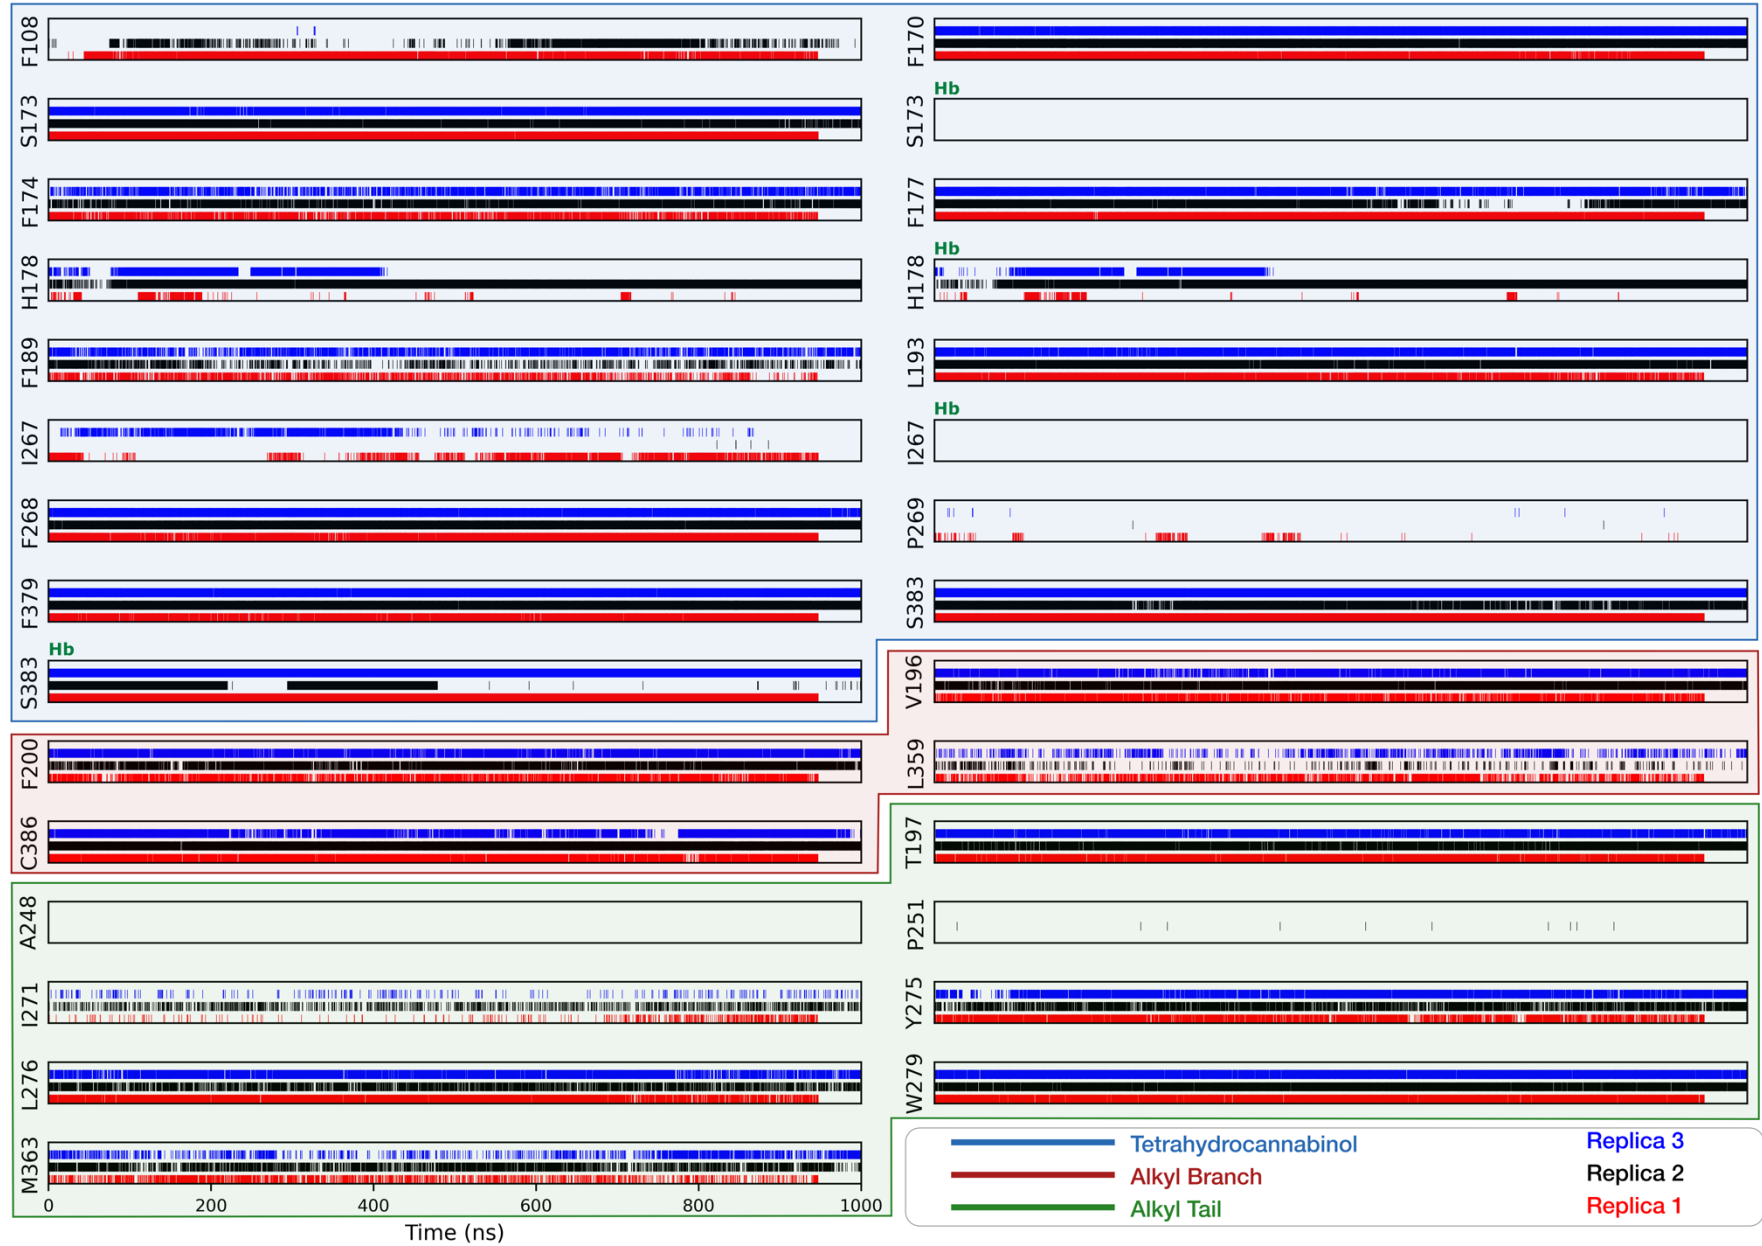 F108
F170
S173
Hb
S173
F174
F177
H178
Hb
H178
F189
L193
I267
Hb
I267
F268
P269
F379
S383
Hb
S383
V196
F200
L359
C386
T197
A248
P251
I271
Y275
L276
W279
M363
0 200 400 600 800 1000
Time (ns)
Tetrahydrocannabinol Replica 3
Alkyl Branch Replica 2
Alkyl Tail Replica 1